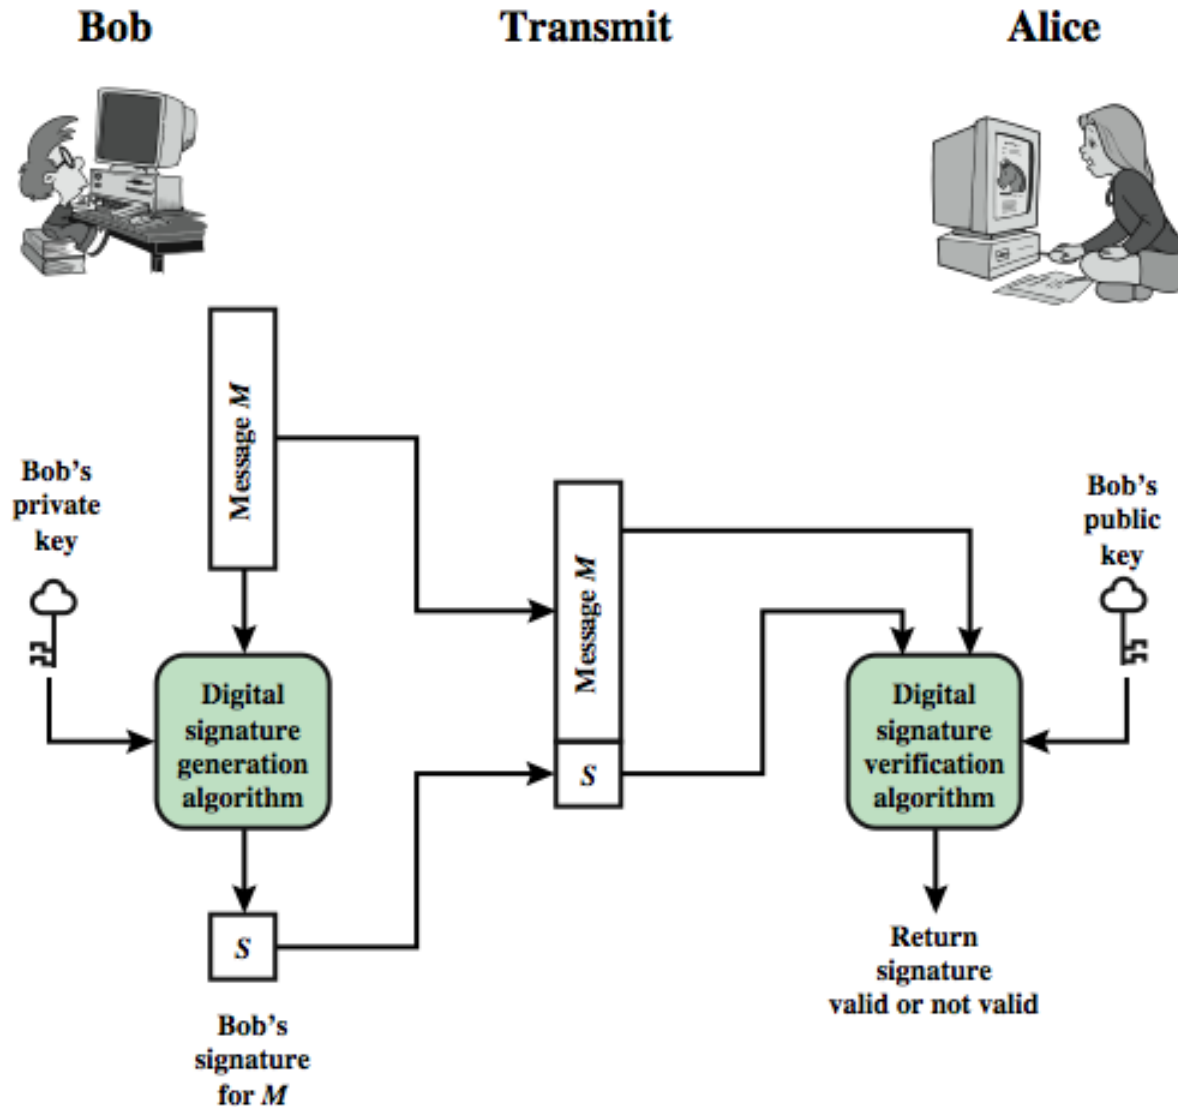 Bob
Transmit
Alice
Message M
Bob's
private
key
Message M
S
Bob's
public
key
Digital
signature
generation
algorithm
Digital
signature
verification
algorithm
S
Bob's
signature
for M
Return
signature
valid or not valid